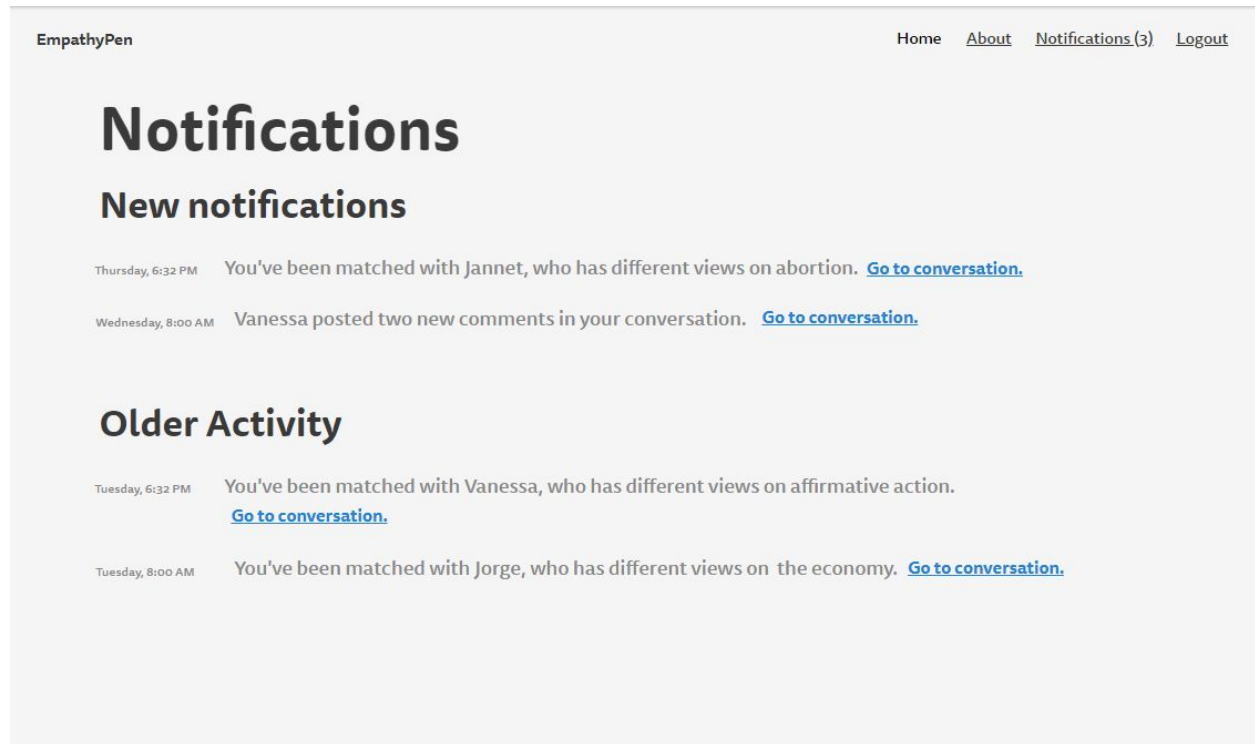 EmpathyPen Home About Notifications (3) Logout
Notifications
New notifications
Thursday, 6:32 PM You've been matched with Jannet, who has different views on abortion. Go to conversation.
Wednesday, 8:00 AM Vanessa posted two new comments in your conversation. Go to conversation.
Older Activity
Tuesday, 6:32 PM You've been matched with Vanessa, who has different views on affirmative action.
Go to conversation.
Tuesday, 8:00 AM You've been matched with Jorge, who has different views on the economy. Go to conversation.